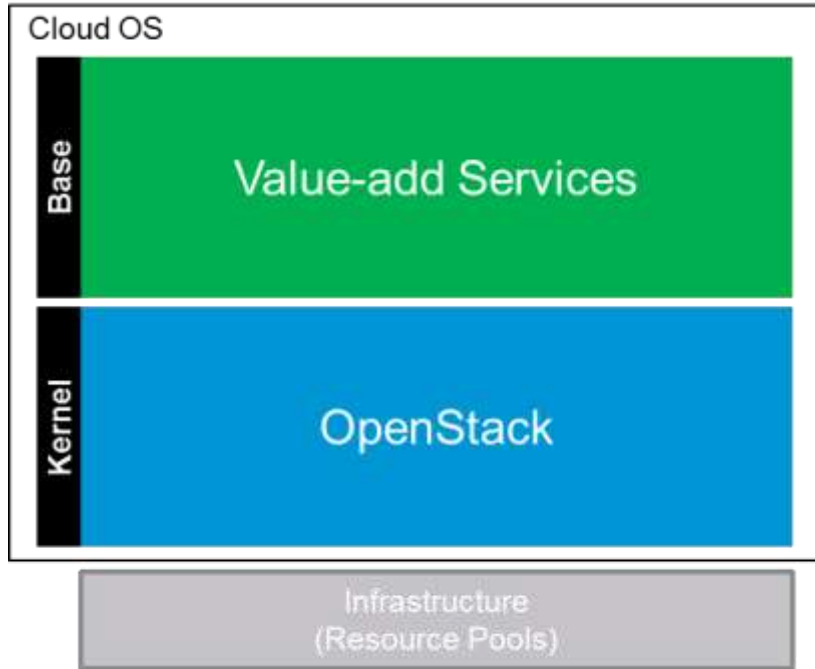 Cloud OS
Base
Value-add Services
Kernel
OpenStack
Infrastructure
(Resource Pools)